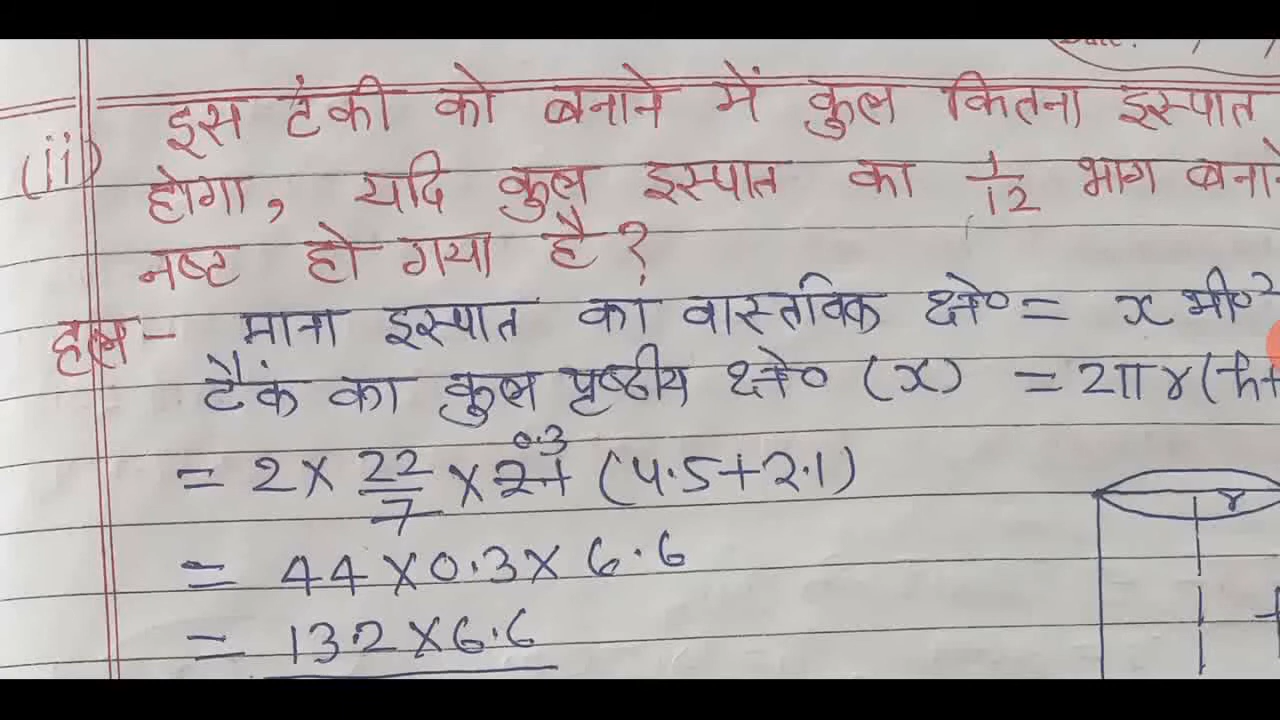 Date:
(ii) इस टंकी को बनाने में कुल कितना इस्पात
होगा, यदि कुल इस्पात का 1/12 भाग बनाने
नष्ट हो गया है?
हल - माना इस्पात का वास्तविक क्षे० = x मी०²
टैंक का कुल पृष्ठीय क्षे० (x) = 2πr(h+
= 2 × 22/7 × 2.1 0.3 (4.5+2.1)
= 44 × 0.3 × 6.6
= 13.2 × 6.6
r